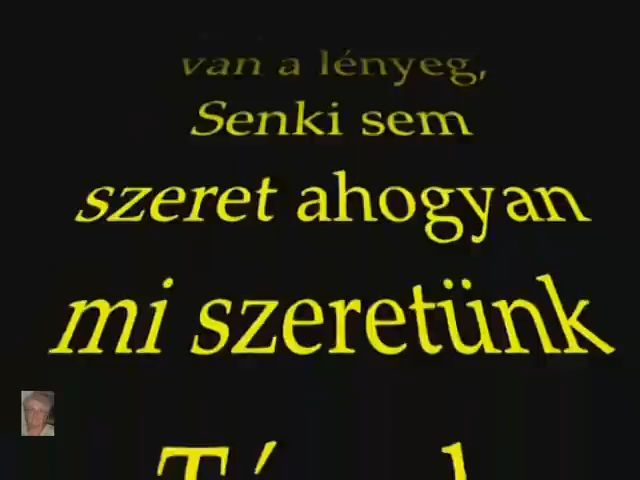 van a lényeg,
Senki sem
szeret ahogyan
mi szeretünk